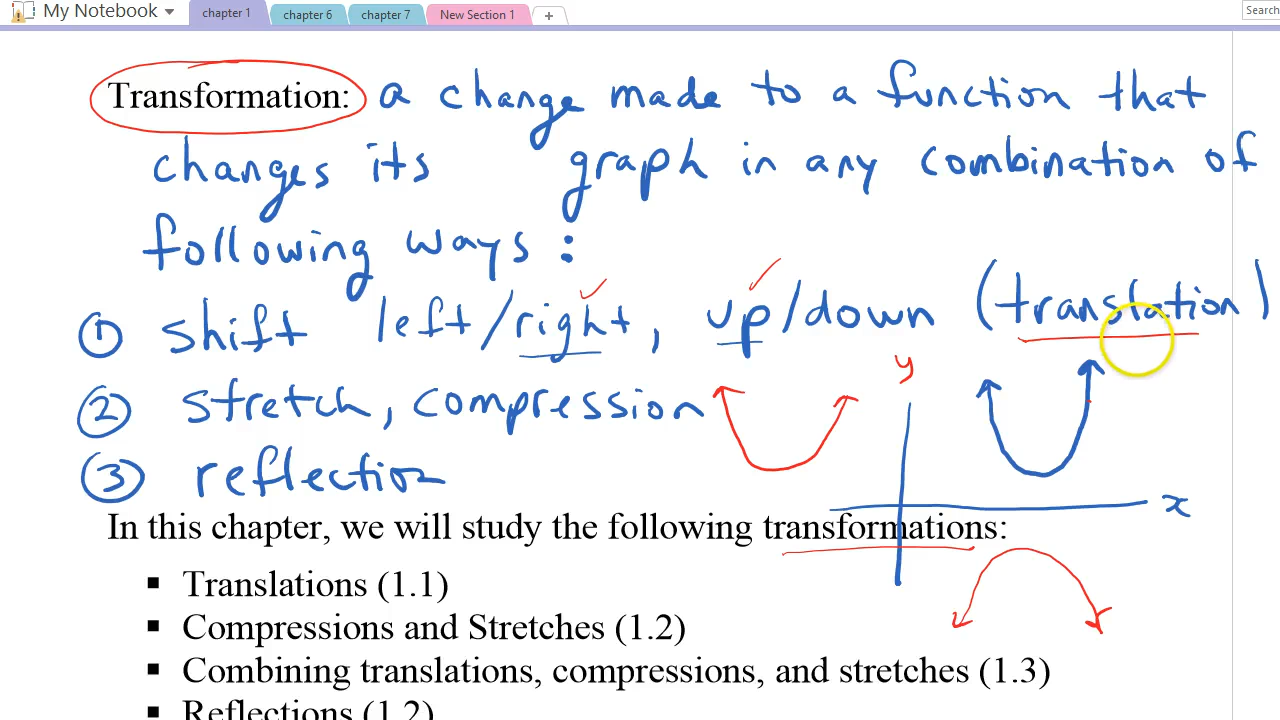 My Notebook
chapter 1
chapter 6
chapter 7
New Section 1
Search
Transformation: a change made to a function that
changes its graph in any combination of
following ways:
① shift left/right, up/down (translation)
② stretch, compression
③ reflection
y
x
In this chapter, we will study the following transformations:
▪ Translations (1.1)
▪ Compressions and Stretches (1.2)
▪ Combining translations, compressions, and stretches (1.3)
▪ Reflections (1.2)